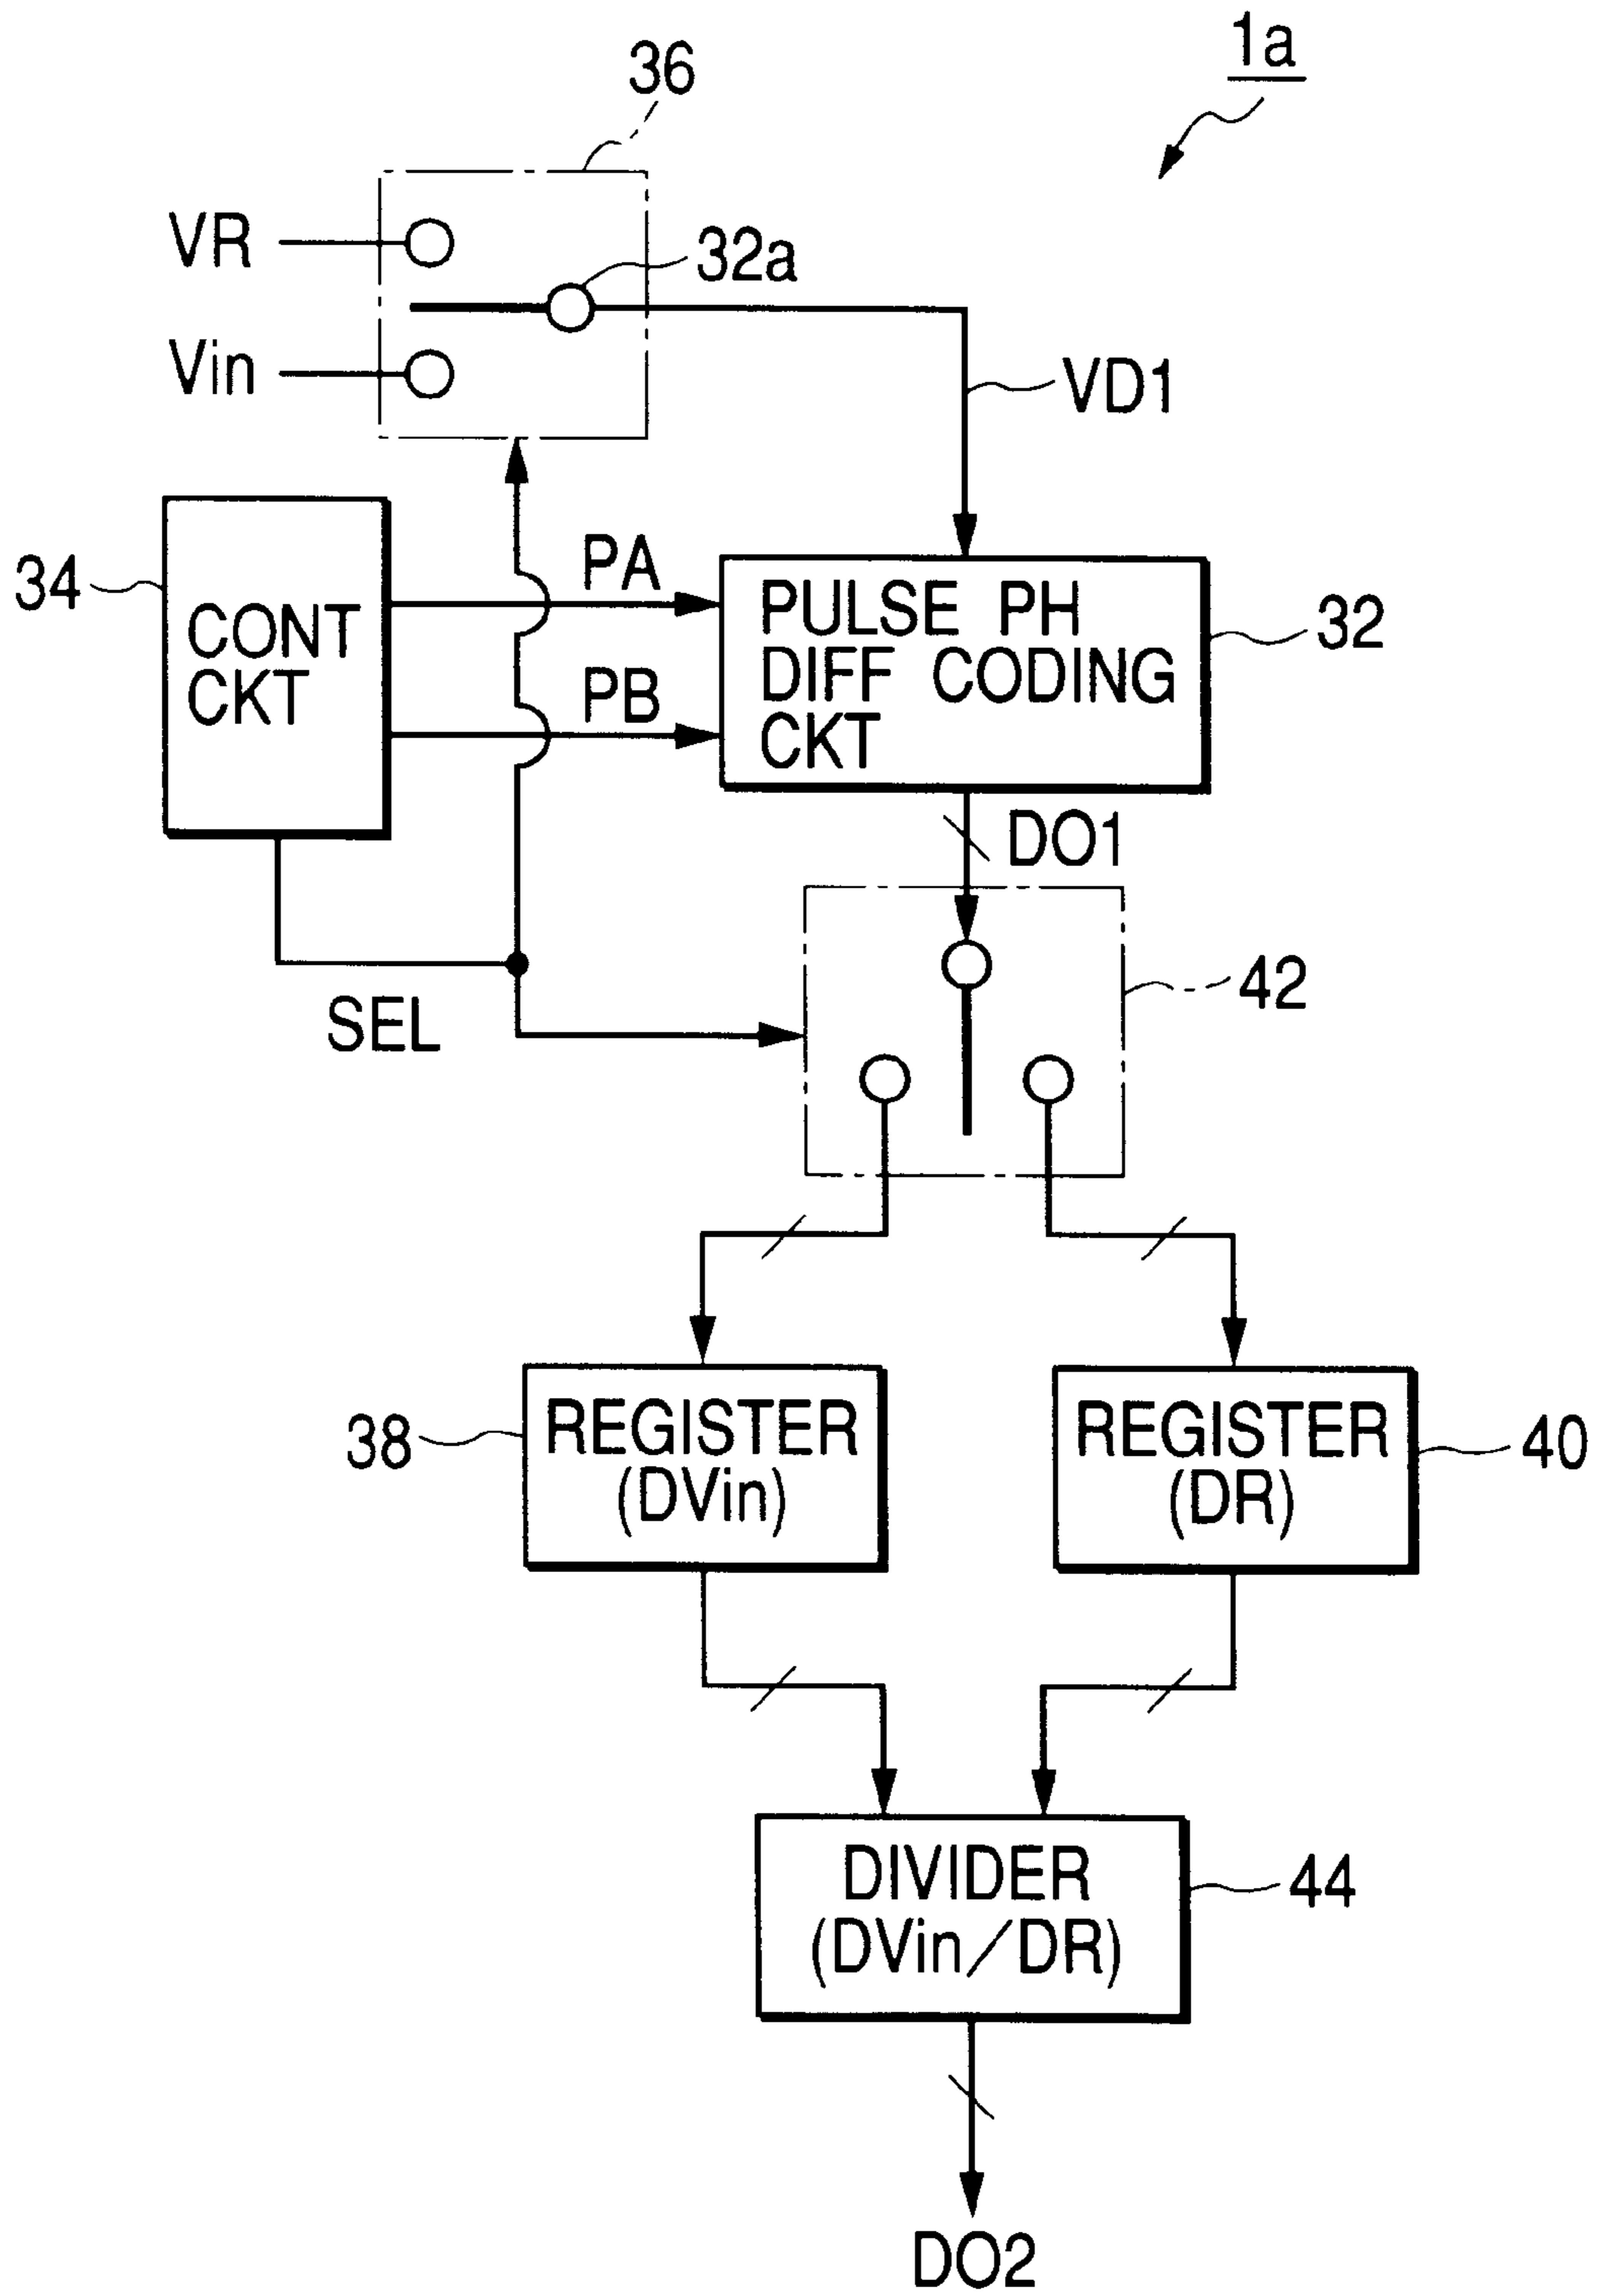 1a
36
VR
32a
Vin
VD1
34
CONT
CKT
PA
PB
PULSE PH
DIFF CODING
CKT
32
DO1
SEL
42
38
REGISTER
(DVin)
REGISTER
(DR)
40
DIVIDER
(DVin/DR)
44
DO2